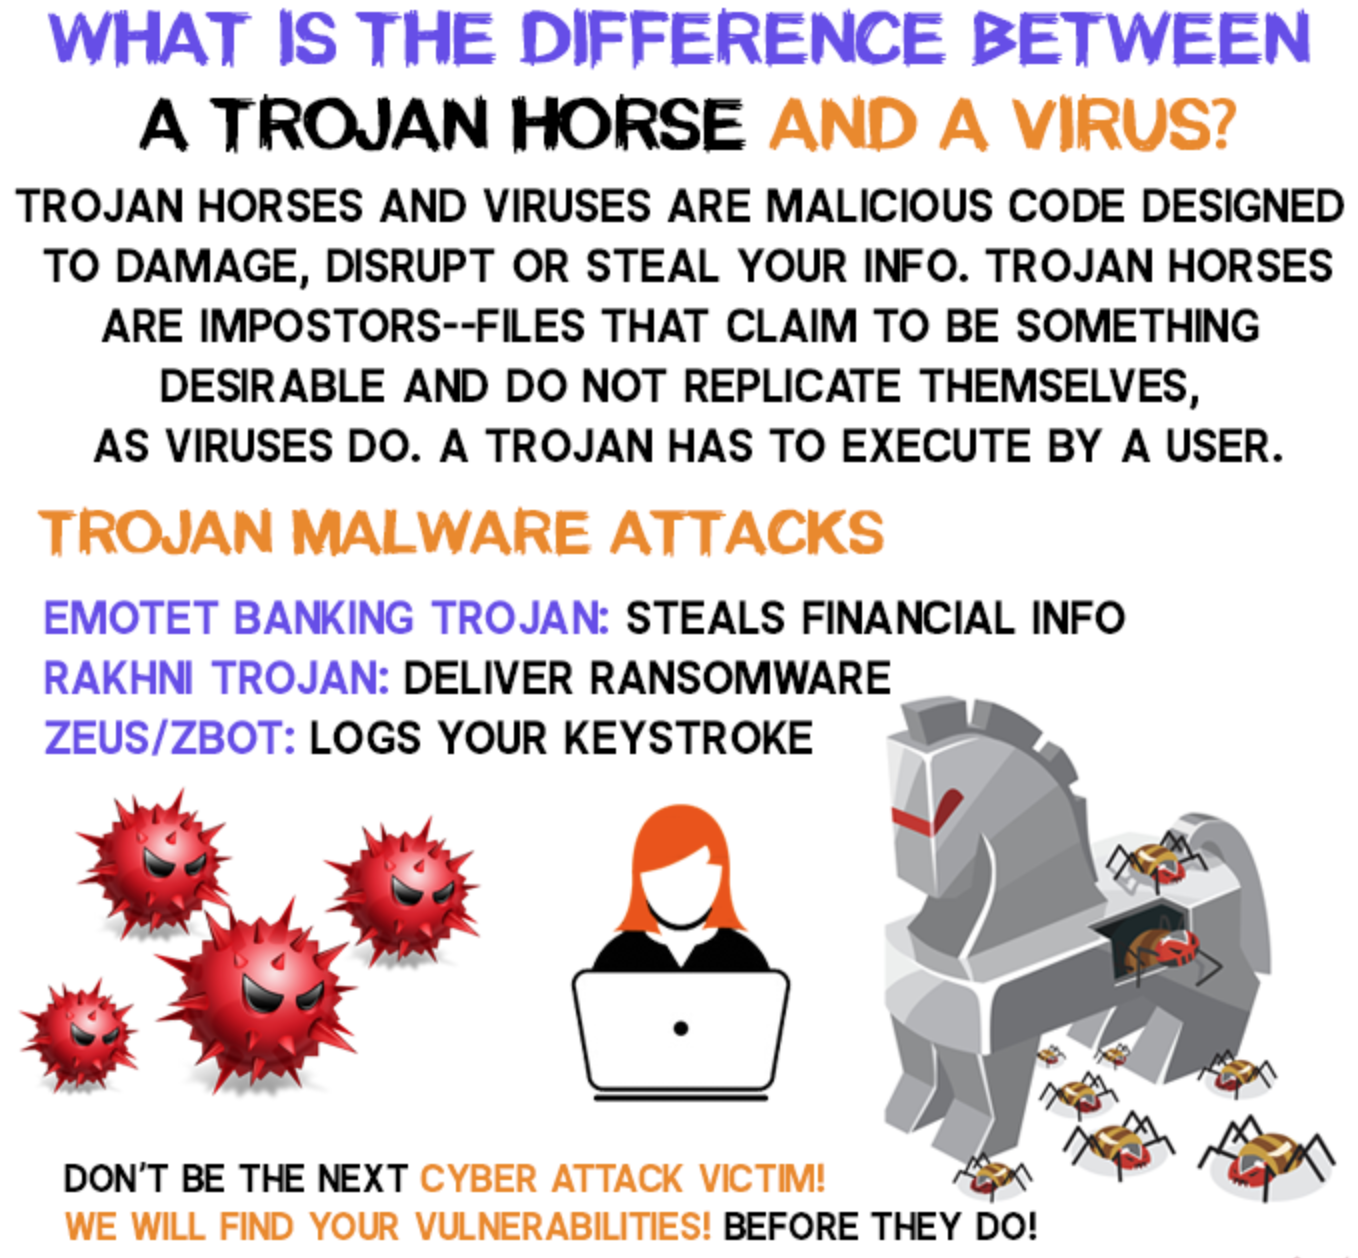 WHAT IS THE DIFFERENCE BETWEEN
A TROJAN HORSE AND A VIRUS?
TROJAN HORSES AND VIRUSES ARE MALICIOUS CODE DESIGNED
TO DAMAGE, DISRUPT OR STEAL YOUR INFO. TROJAN HORSES
ARE IMPOSTORS--FILES THAT CLAIM TO BE SOMETHING
DESIRABLE AND DO NOT REPLICATE THEMSELVES,
AS VIRUSES DO. A TROJAN HAS TO EXECUTE BY A USER.
TROJAN MALWARE ATTACKS
EMOTET BANKING TROJAN: STEALS FINANCIAL INFO
RAKHNI TROJAN: DELIVER RANSOMWARE
ZEUS/ZBOT: LOGS YOUR KEYSTROKE
DON'T BE THE NEXT CYBER ATTACK VICTIM!
WE WILL FIND YOUR VULNERABILITIES! BEFORE THEY DO!